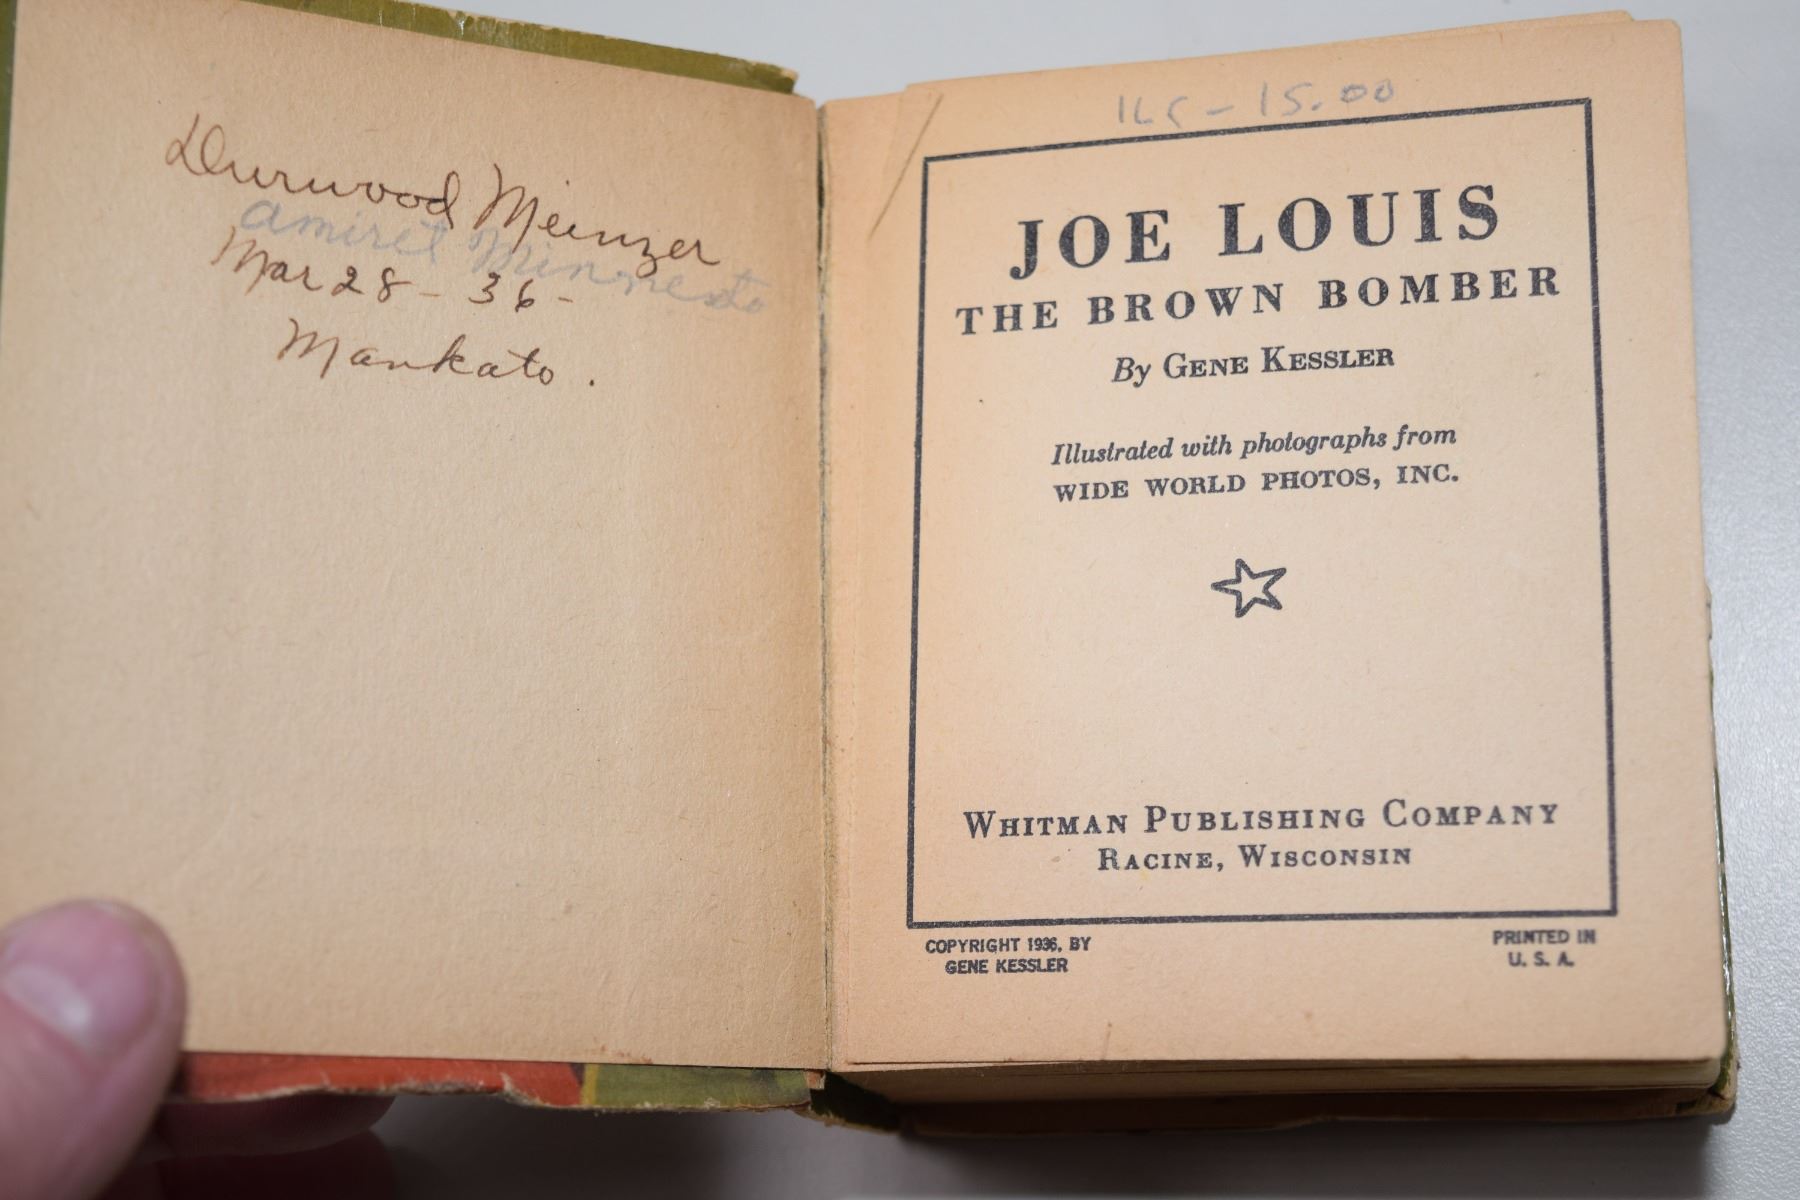 Durwood Meinzer
amiret Minnesota
Mar 28 - 36 -
Mankato.
15.00
JOE LOUIS
THE BROWN BOMBER
By GENE KESSLER
Illustrated with photographs from
WIDE WORLD PHOTOS, INC.
WHITMAN PUBLISHING COMPANY
RACINE, WISCONSIN
COPYRIGHT 1936, BY
GENE KESSLER
PRINTED IN
U. S. A.